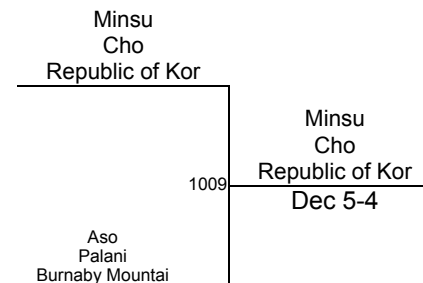 Minsu
Cho
Republic of Kor
Minsu
Cho
Republic of Kor
1009
Dec 5-4
Aso
Palani
Burnaby Mountai